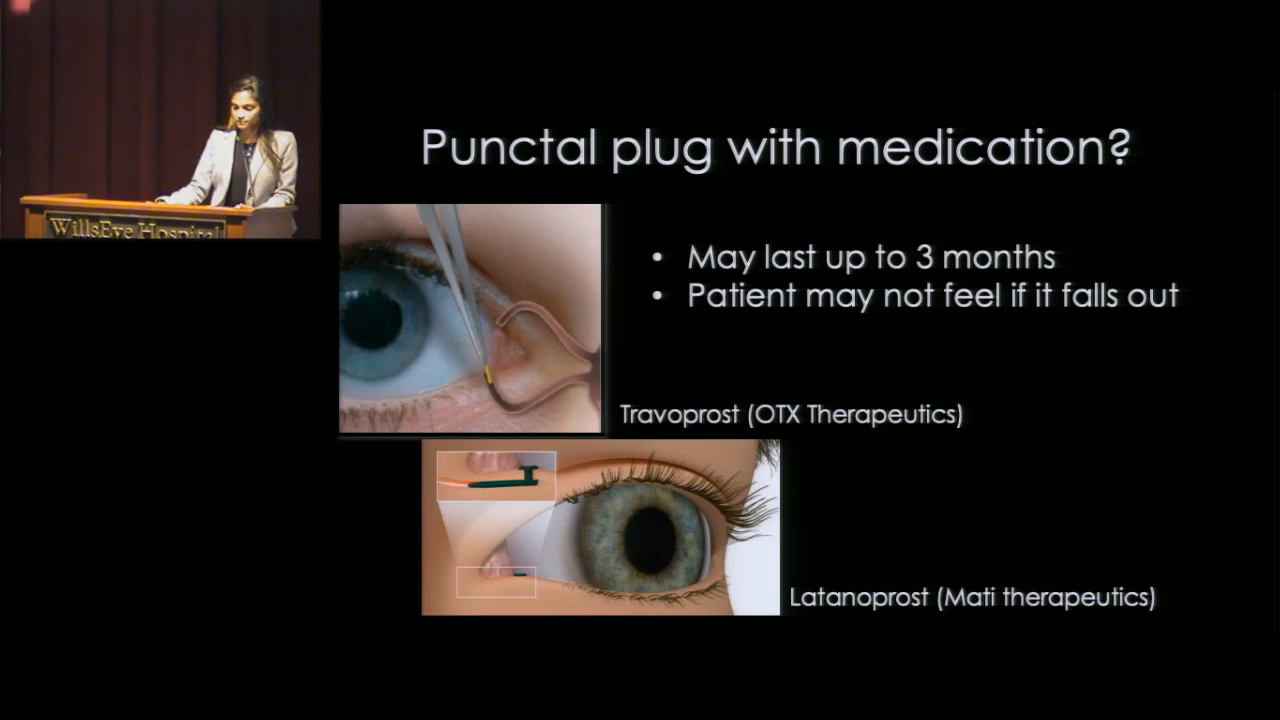 Punctal plug with medication?
• May last up to 3 months
• Patient may not feel if it falls out
Travoprost (OTX Therapeutics)
Latanoprost (Mati therapeutics)
WillsEye Hospital